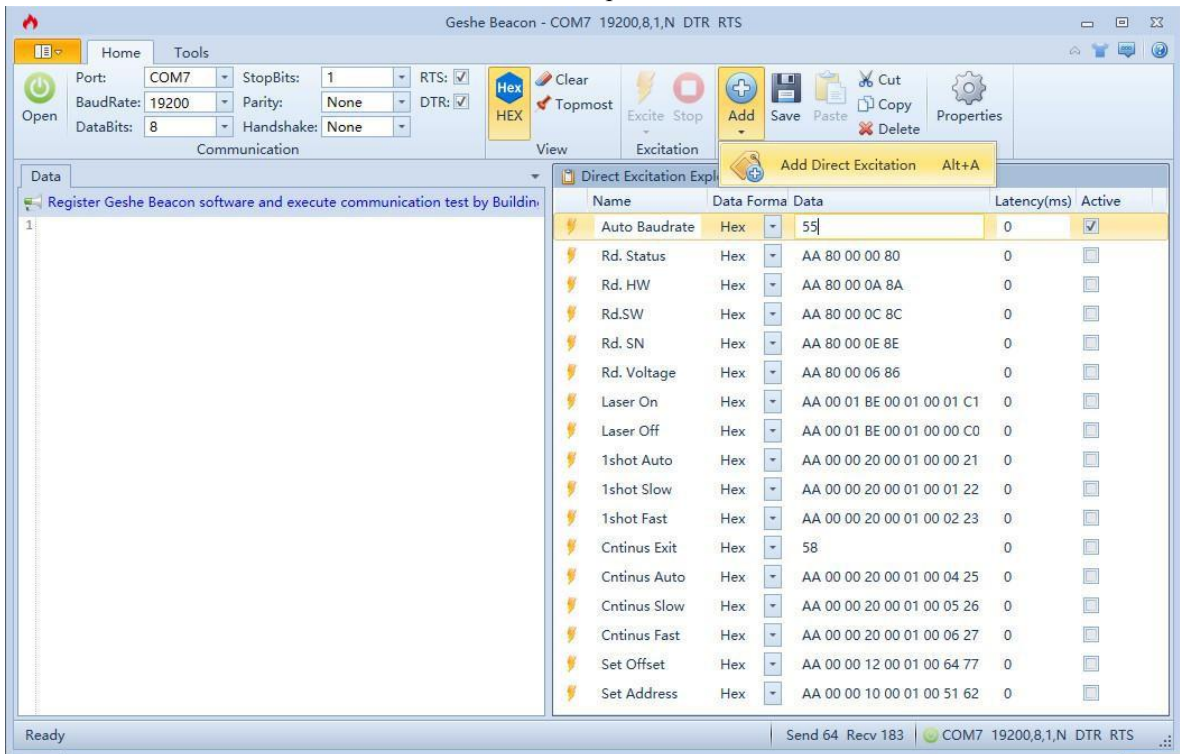 Geshe Beacon - COM7 19200,8,1,N DTR RTS
Home Tools
Port: COM7 StopBits: 1 RTS:
BaudRate: 19200 Parity: None DTR:
DataBits: 8 Handshake: None
Open
Communication
Hex
HEX
Clear
Topmost
View
Excite Stop
Excitation
Add Save Paste
Cut
Copy
Delete
Properties
Add Direct Excitation Alt+A
Data
Register Geshe Beacon software and execute communication test by Buildin
1
Direct Excitation Expl
Name Data Forma Data Latency(ms) Active
Auto Baudrate Hex 55 0
Rd. Status Hex AA 80 00 00 80 0
Rd. HW Hex AA 80 00 0A 8A 0
Rd.SW Hex AA 80 00 0C 8C 0
Rd. SN Hex AA 80 00 0E 8E 0
Rd. Voltage Hex AA 80 00 06 86 0
Laser On Hex AA 00 01 BE 00 01 00 01 C1 0
Laser Off Hex AA 00 01 BE 00 01 00 00 C0 0
1shot Auto Hex AA 00 00 20 00 01 00 00 21 0
1shot Slow Hex AA 00 00 20 00 01 00 01 22 0
1shot Fast Hex AA 00 00 20 00 01 00 02 23 0
Cntinus Exit Hex 58 0
Cntinus Auto Hex AA 00 00 20 00 01 00 04 25 0
Cntinus Slow Hex AA 00 00 20 00 01 00 05 26 0
Cntinus Fast Hex AA 00 00 20 00 01 00 06 27 0
Set Offset Hex AA 00 00 12 00 01 00 64 77 0
Set Address Hex AA 00 00 10 00 01 00 51 62 0
Ready Send 64 Recv 183 COM7 19200,8,1,N DTR RTS